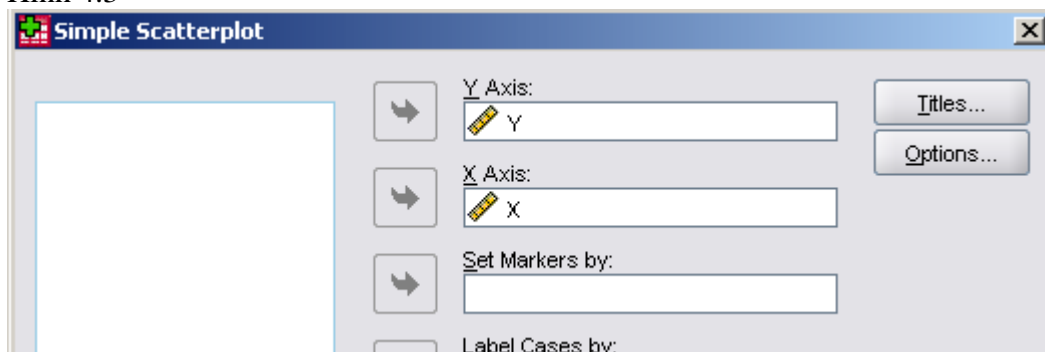 Simple Scatterplot
Y Axis:
Y
Titles...
Options...
X Axis:
X
Set Markers by:
Label Cases by: